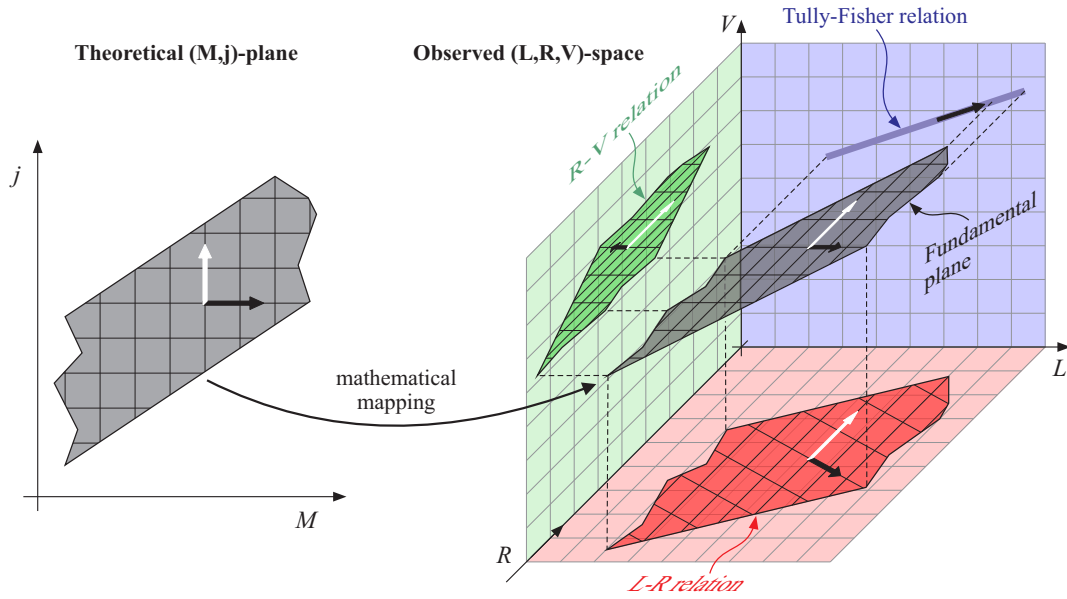 Theoretical (M,j)-plane
Observed (L,R,V)-space
V
Tully-Fisher relation
R-V relation
j
Fundamental
plane
mathematical
mapping
L
M
R
L-R relation